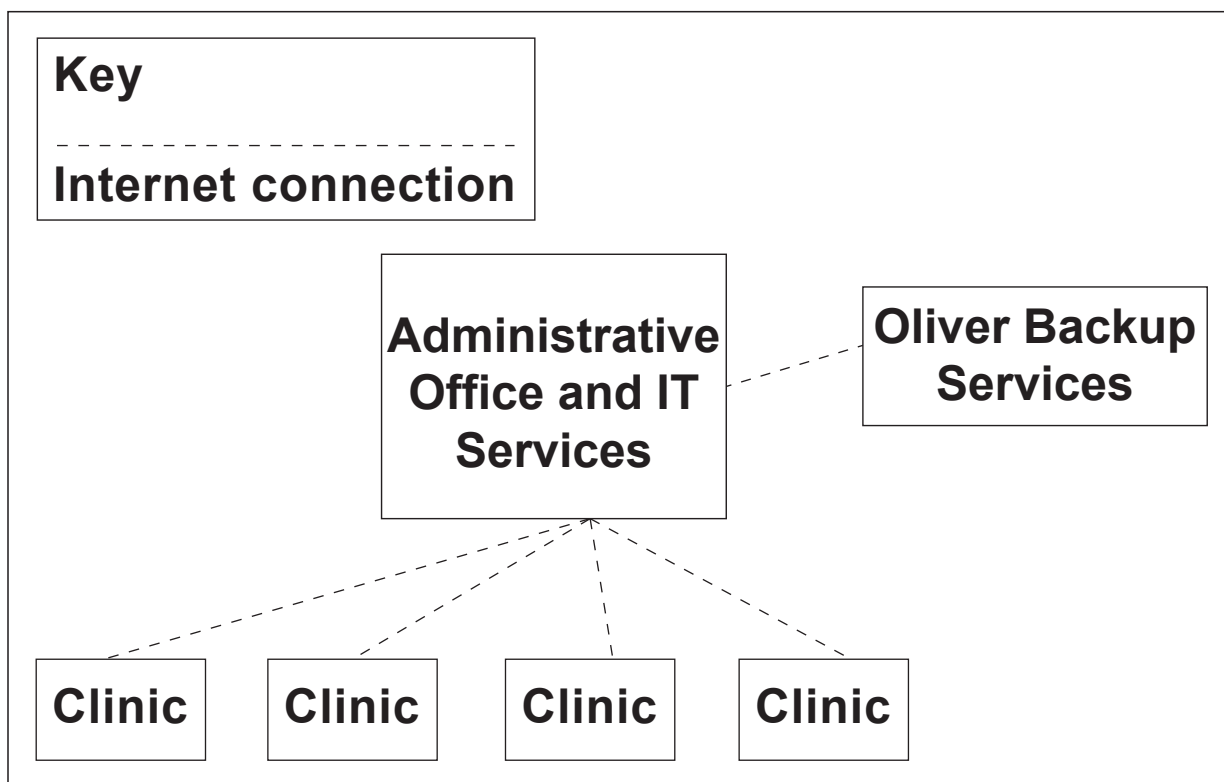 Key
Internet connection
Administrative
Office and IT
Services
Oliver Backup
Services
Clinic
Clinic
Clinic
Clinic